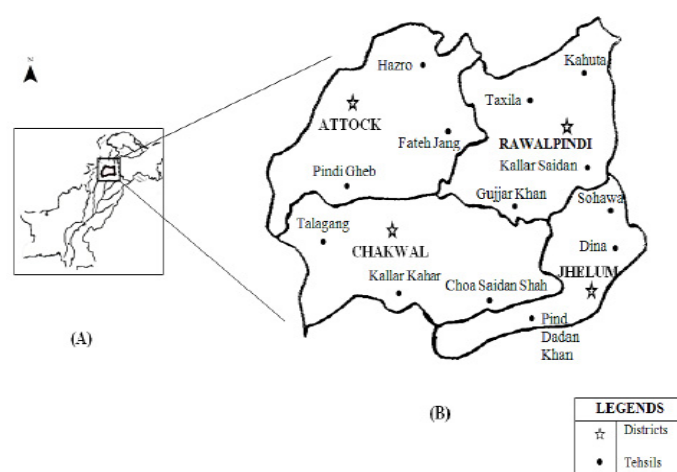 N
Hazro
Kahuta
Taxila
ATTOCK
RAWALPINDI
Fateh Jang
Kallar Saidan
Pindi Gheb
Gujjar Khan
Sohawa
Talagang
CHAKWAL
Dina
JHELUM
Kallar Kahar
Choa Saidan Shah
Pind
Dadan
Khan
(A)
(B)
LEGENDS
Districts
Tehsils